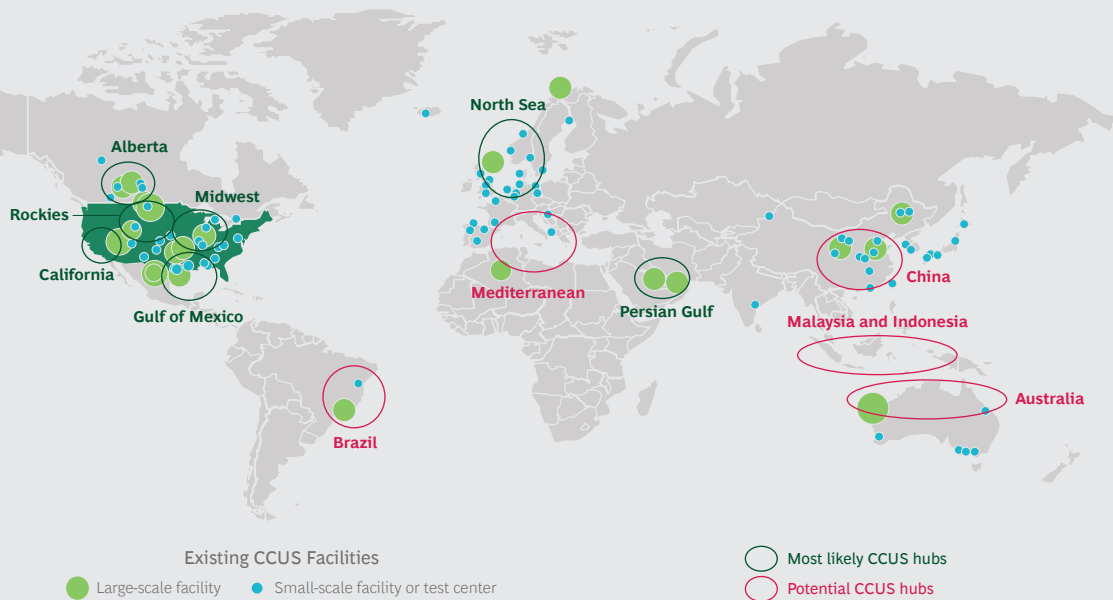 North Sea
Alberta
Midwest
Rockies
California
Gulf of Mexico
Mediterranean
Persian Gulf
China
Malaysia and Indonesia
Australia
Brazil
Existing CCUS Facilities
Large-scale facility
Small-scale facility or test center
Most likely CCUS hubs
Potential CCUS hubs